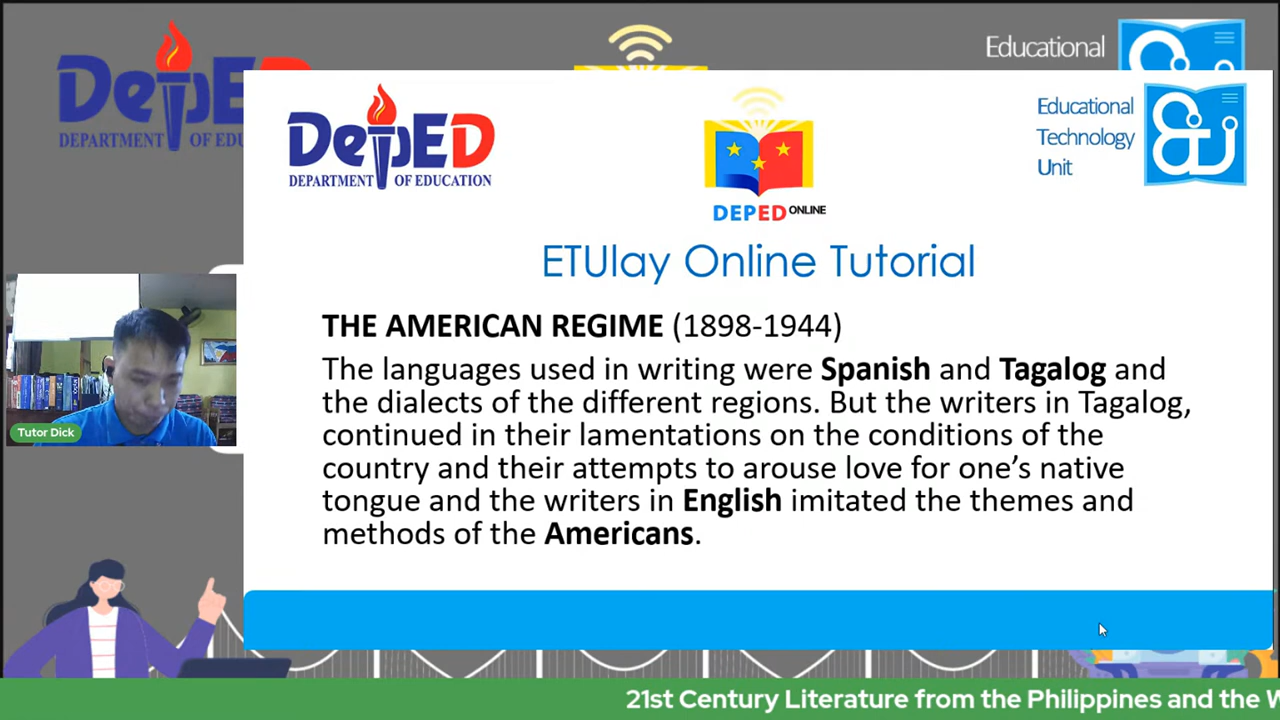 DepED
DEPARTMENT OF EDUCATION
Educational
DepED
DEPARTMENT OF EDUCATION
DEPED ONLINE
Educational
Technology
Unit
ETUlay Online Tutorial
THE AMERICAN REGIME (1898-1944)
The languages used in writing were Spanish and Tagalog and
the dialects of the different regions. But the writers in Tagalog,
continued in their lamentations on the conditions of the
country and their attempts to arouse love for one’s native
tongue and the writers in English imitated the themes and
methods of the Americans.
Tutor Dick
21st Century Literature from the Philippines and the W